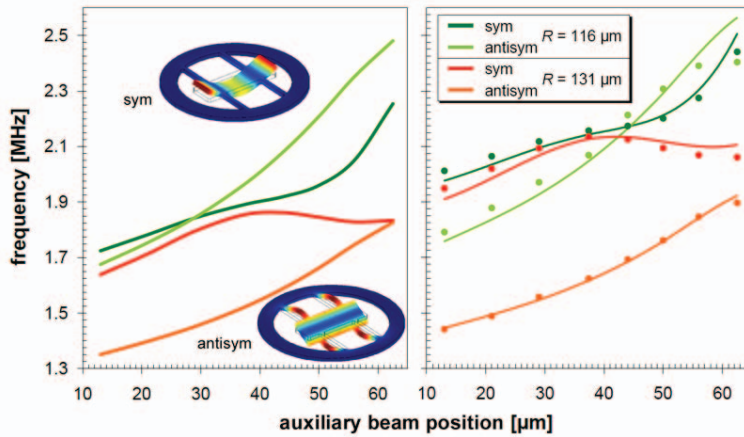 frequency [MHz]
2.5
2.3
2.1
1.9
1.7
1.5
1.3
sym
antisym
10 20 30 40 50 60
sym
antisym
R = 116 µm
sym
antisym
R = 131 µm
10 20 30 40 50 60
auxiliary beam position [µm]